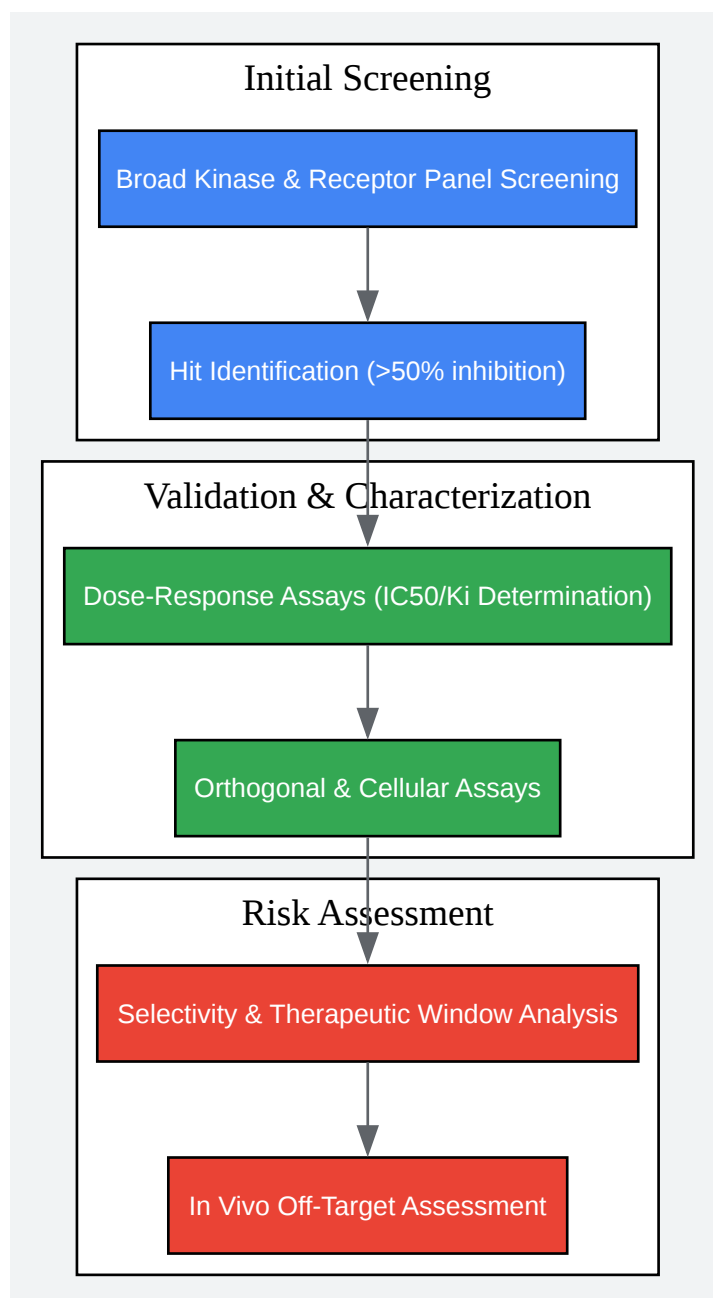 Initial Screening
Broad Kinase & Receptor Panel Screening
Hit Identification (>50% inhibition)
Validation & Characterization
Dose-Response Assays (IC50/Ki Determination)
Orthogonal & Cellular Assays
Risk Assessment
Selectivity & Therapeutic Window Analysis
In Vivo Off-Target Assessment